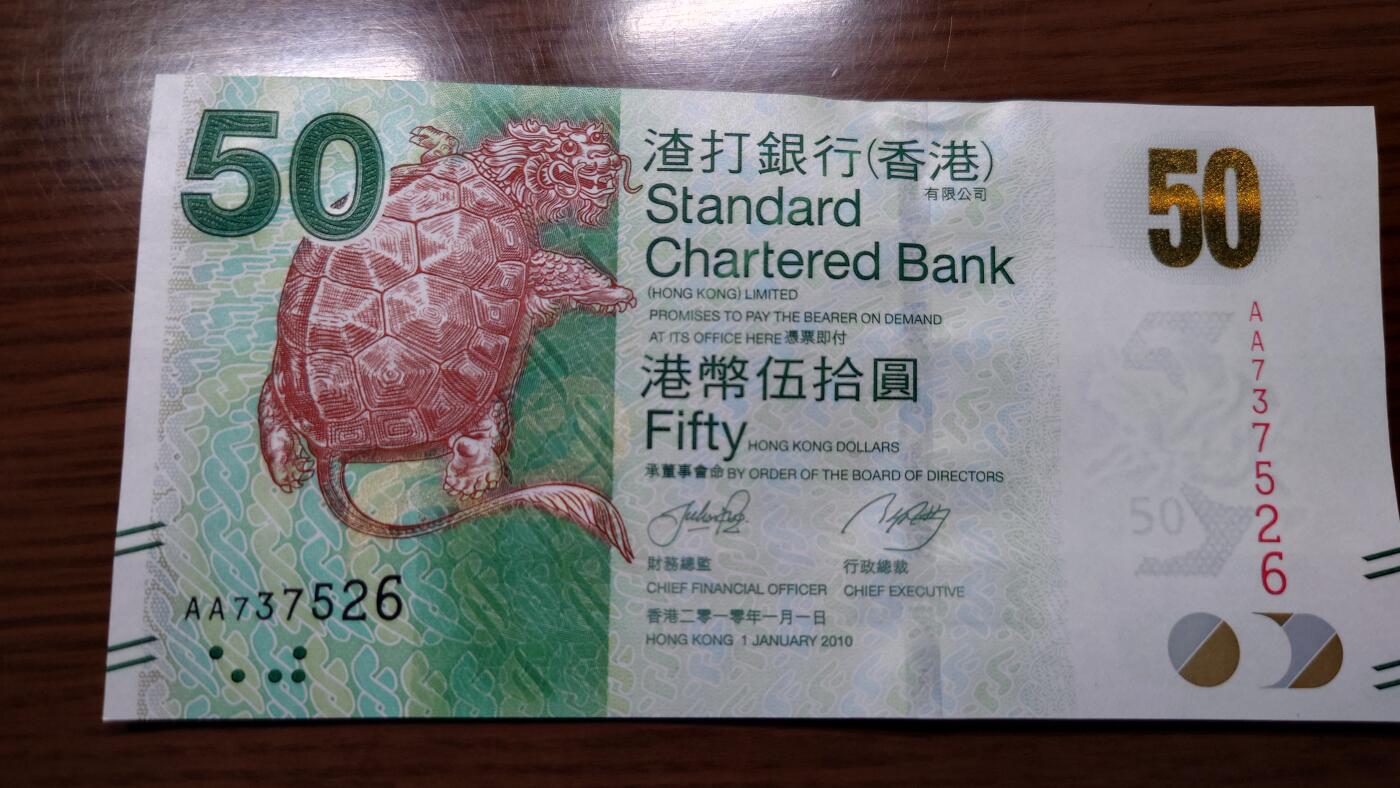 50
渣打銀行(香港)
有限公司
Standard
Chartered Bank
(HONG KONG) LIMITED
PROMISES TO PAY THE BEARER ON DEMAND
AT ITS OFFICE HERE 憑票即付
港幣伍拾圓
Fifty HONG KONG DOLLARS
承董事會命 BY ORDER OF THE BOARD OF DIRECTORS
財務總監 行政總裁
CHIEF FINANCIAL OFFICER CHIEF EXECUTIVE
香港二零一零年一月一日
HONG KONG 1 JANUARY 2010
AA737526
50
AA737526
50